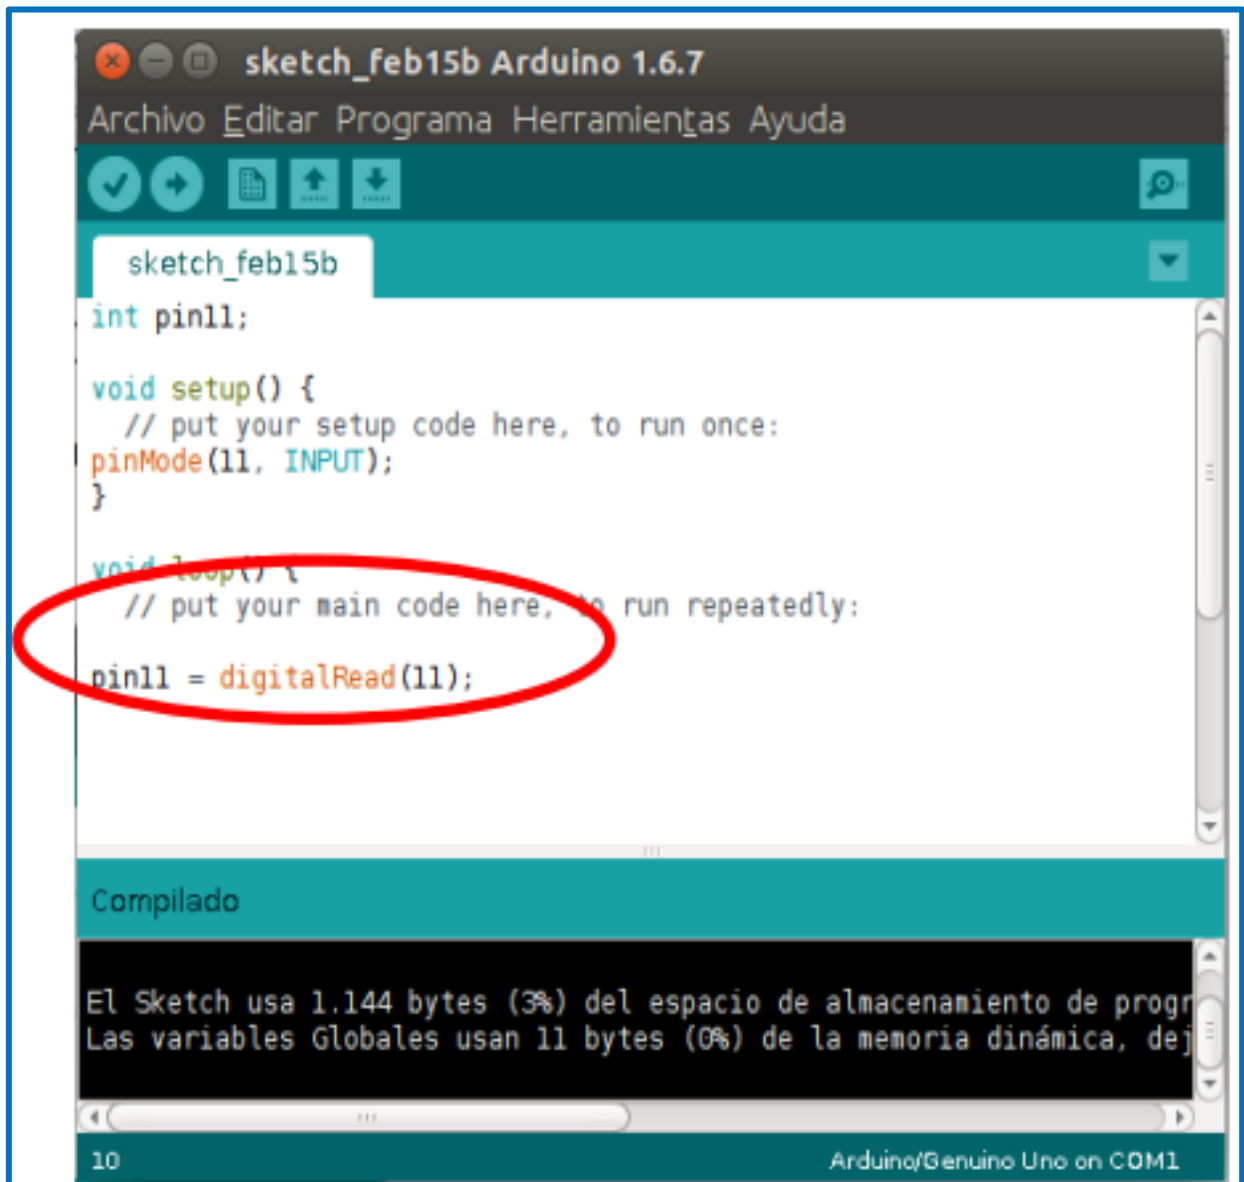 sketch_feb15b Arduino 1.6.7
Archivo Editar Programa Herramientas Ayuda
sketch_feb15b
int pin11;
void setup() {
// put your setup code here, to run once:
pinMode(11, INPUT);
}
void loop() {
// put your main code here, to run repeatedly:
pin11 = digitalRead(11);
Compilado
El Sketch usa 1.144 bytes (3%) del espacio de almacenamiento de progr
Las variables Globales usan 11 bytes (0%) de la memoria dinámica, dej
10
Arduino/Genuino Uno on COM1